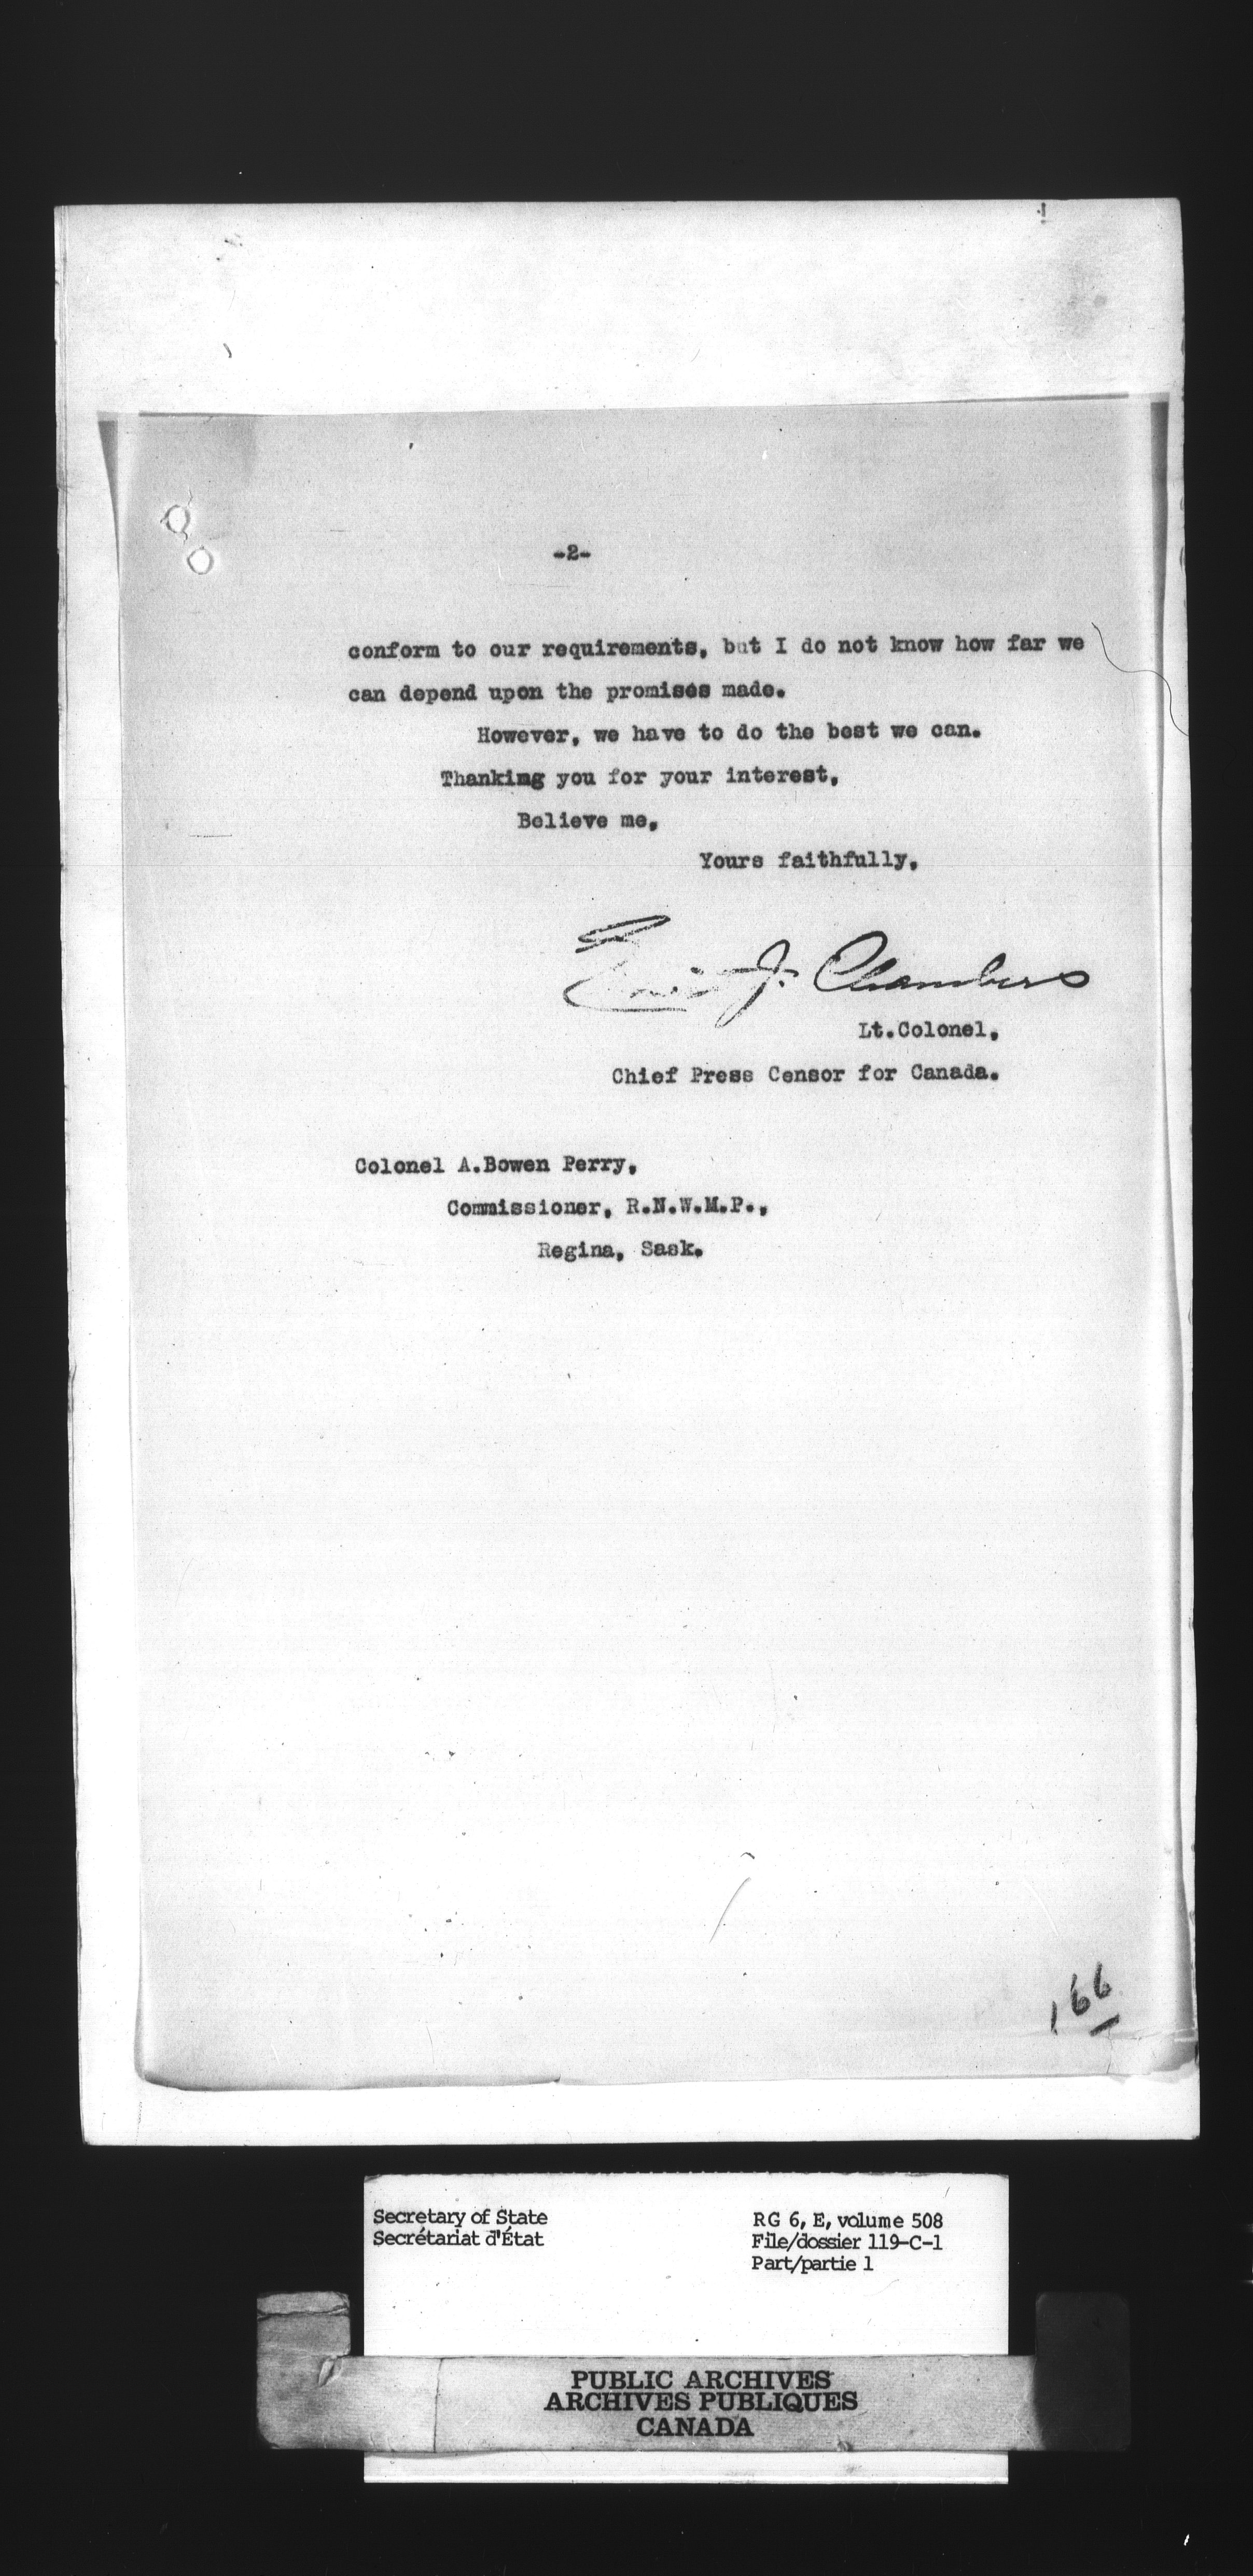 -2-
conform to our requirements, but I do not know how far we
can depend upon the promises made.
However, we have to do the best we can.
Thanking you for your interest,
Believe me,
Yours faithfully,
Ernest J. Chambers
Lt.Colonel,
Chief Press Censor for Canada.
Colonel A.Bowen Perry,
Commissioner, R.N.W.M.P.,
Regina, Sask.
166
Secretary of State
Secrétariat d'État
RG 6, E, volume 508
File/dossier 119-C-1
Part/partie 1
PUBLIC ARCHIVES
ARCHIVES PUBLIQUES
CANADA